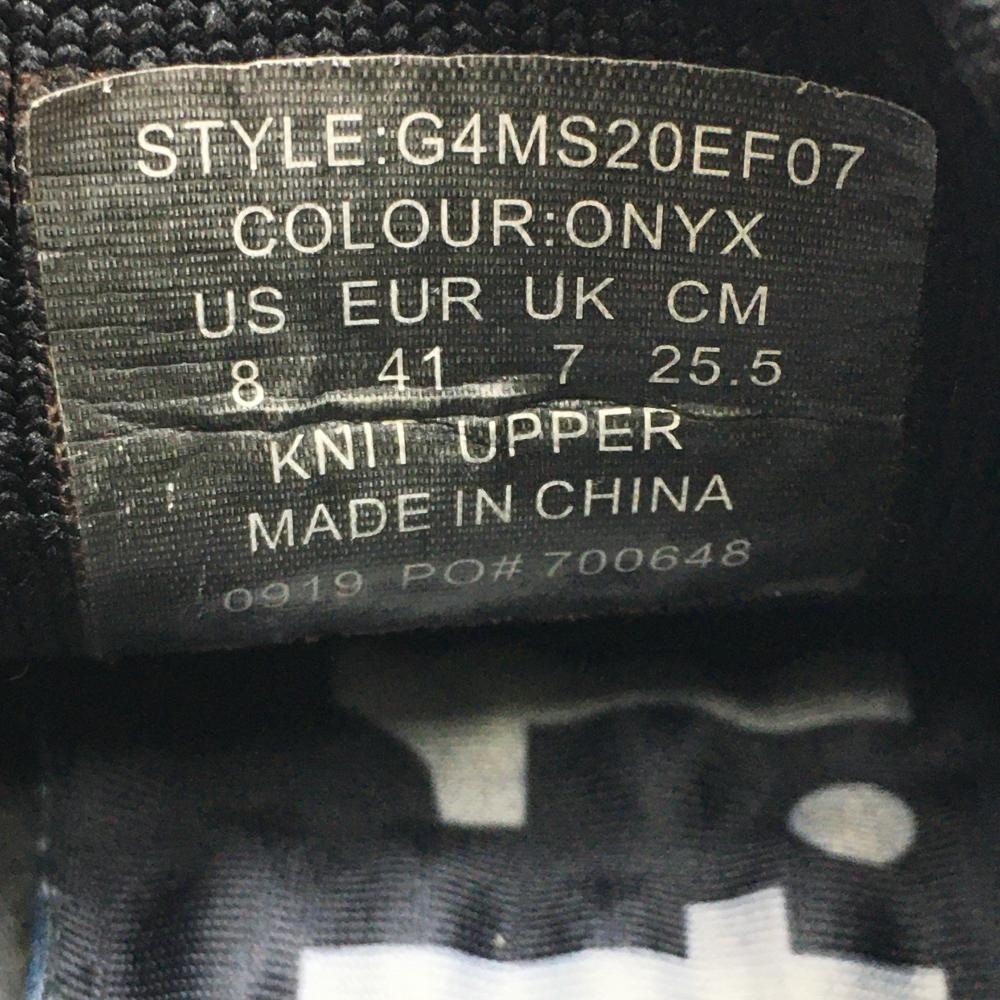 STYLE:G4MS20EF07
COLOUR:ONYX
US EUR UK CM
8 41 7 25.5
KNIT UPPER
MADE IN CHINA
0919 PO# 700648